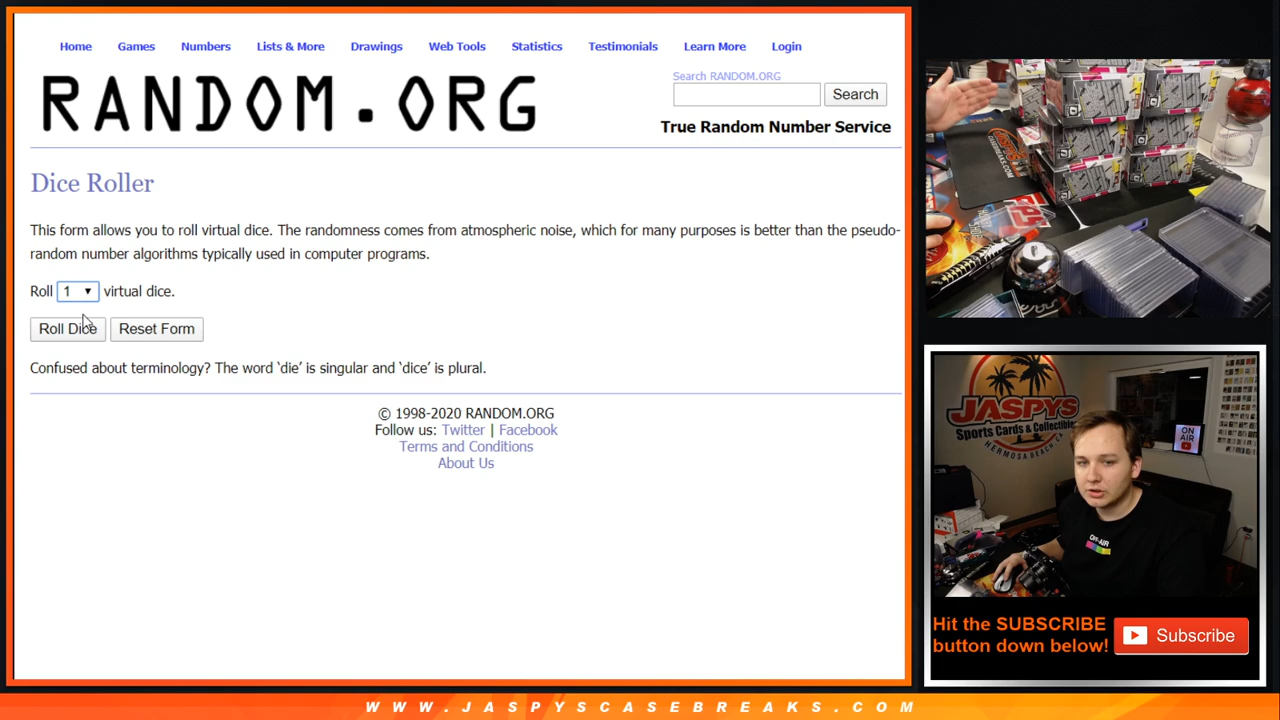 Home Games Numbers Lists & More Drawings Web Tools Statistics Testimonials Learn More Login
RANDOM.ORG
Search RANDOM.ORG
Search
True Random Number Service
Dice Roller
This form allows you to roll virtual dice. The randomness comes from atmospheric noise, which for many purposes is better than the pseudo-
random number algorithms typically used in computer programs.
Roll 1 virtual dice.
Roll Dice Reset Form
Confused about terminology? The word ‘die’ is singular and ‘dice’ is plural.
© 1998-2020 RANDOM.ORG
Follow us: Twitter | Facebook
Terms and Conditions
About Us
JASPYS
Sports Cards & Collectibles
HERMOSA BEACH, CA
ON
AIR
ON-AIR
Hit the SUBSCRIBE
button down below!
Subscribe
WWW.JASPYSCASEBREAKS.COM